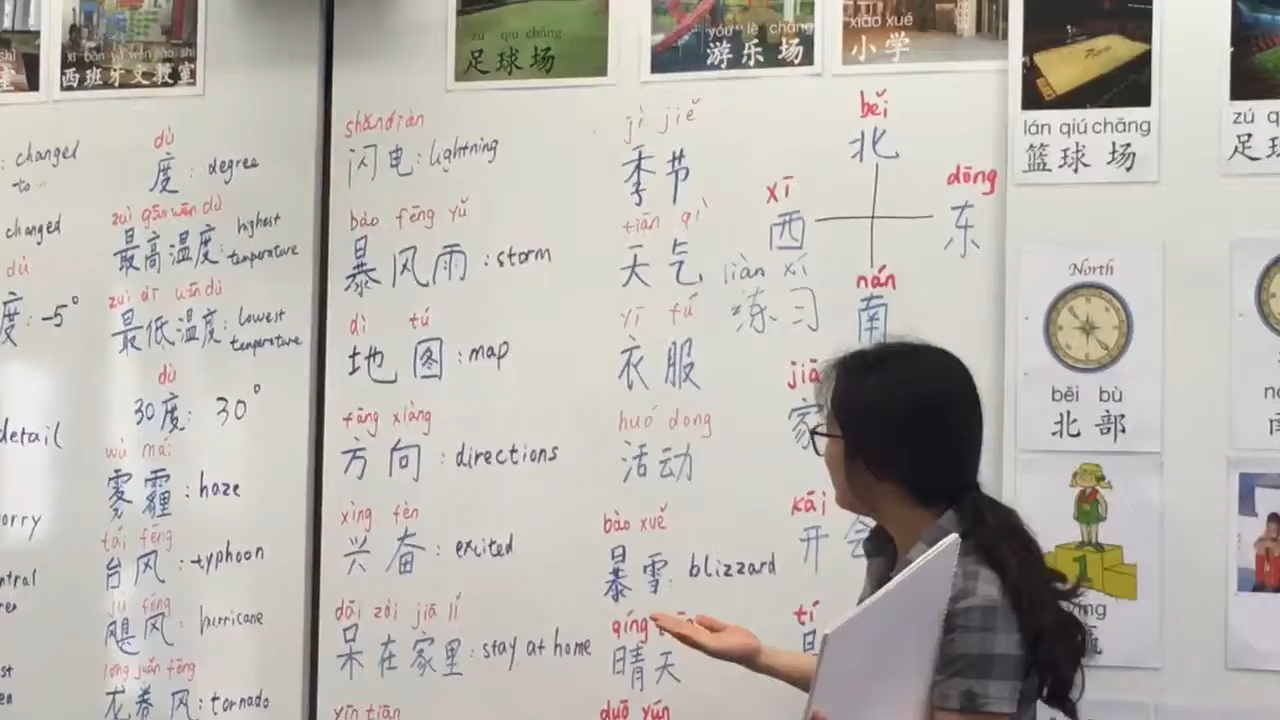 xī bān yá wén jiào shì
西班牙文教室
zú qiú chǎng
足球场
yóu lè chǎng
游乐场
xiǎo xué
小学
lán qiú chǎng
篮球场
: changed
to
changed
dù
度: -5°
detail
dù
度: degree
zuì gāo wēn dù
最高温度: highest temperature
zuì dī wēn dù
最低温度: lowest temperature
dù
30度: 30°
wù mái
雾霾: haze
tái fēng
台风: typhoon
jù fēng
飓风: hurricane
lóng juǎn fēng
龙卷风: tornado
shǎn diàn
闪电: lightning
bào fēng yǔ
暴风雨: storm
dì tú
地图: map
fāng xiàng
方向: directions
xìng fèn
兴奋: excited
dāi zài jiā lǐ
呆在家里: stay at home
yīn tiān
jì jié
季节
tiān qì
天气
yī fú
衣服
huó dong
活动
bào xuě
暴雪: blizzard
qíng
晴天
duō yún
běi
北
xī
西
dōng
东
nán
南
liàn xí
练习
jiā
家
kāi
开会
tí
North
běi bù
北部
1